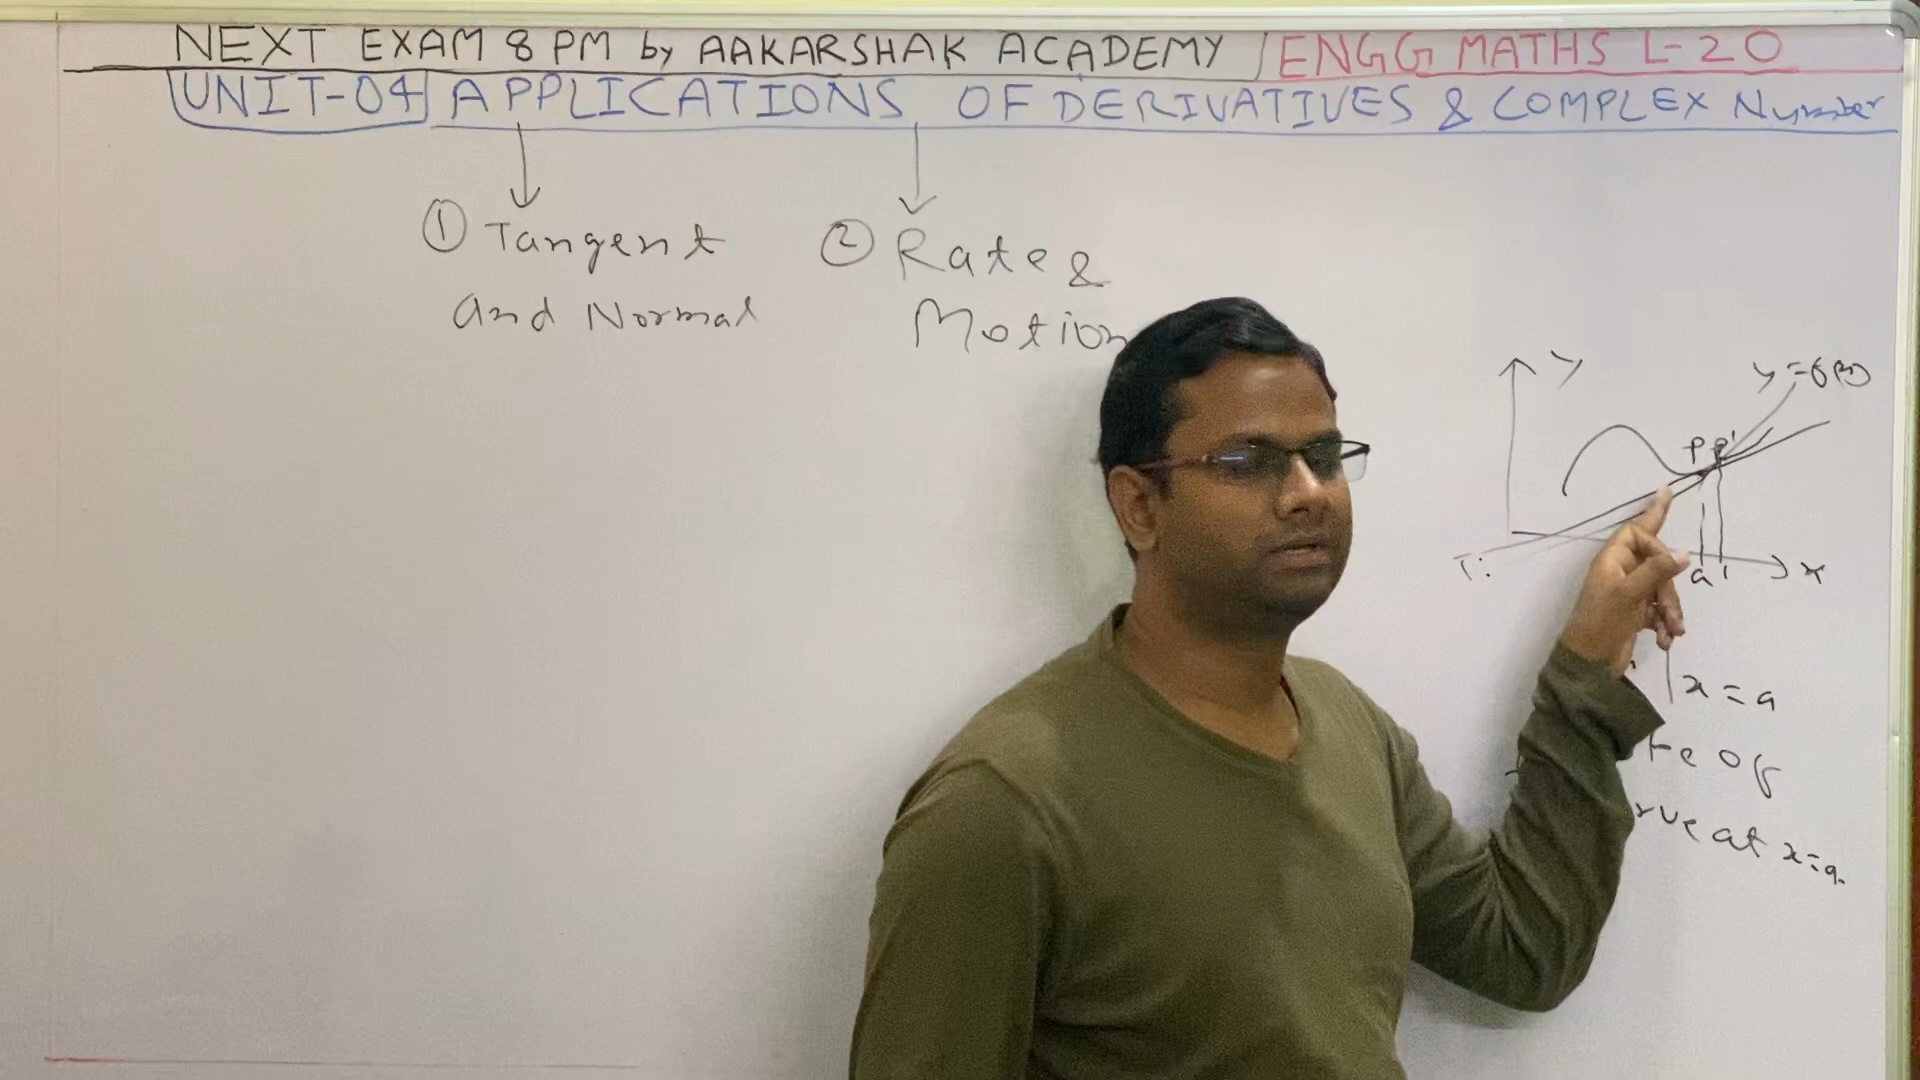 NEXT EXAM 8 PM by AAKARSHAK ACADEMY
ENGG MATHS L-20
UNIT-04 APPLICATIONS OF DERIVATIVES & COMPLEX Number
① Tangent
and Normal
② Rate &
Motion
y
P P'
a
x
x = a
of
at x=a